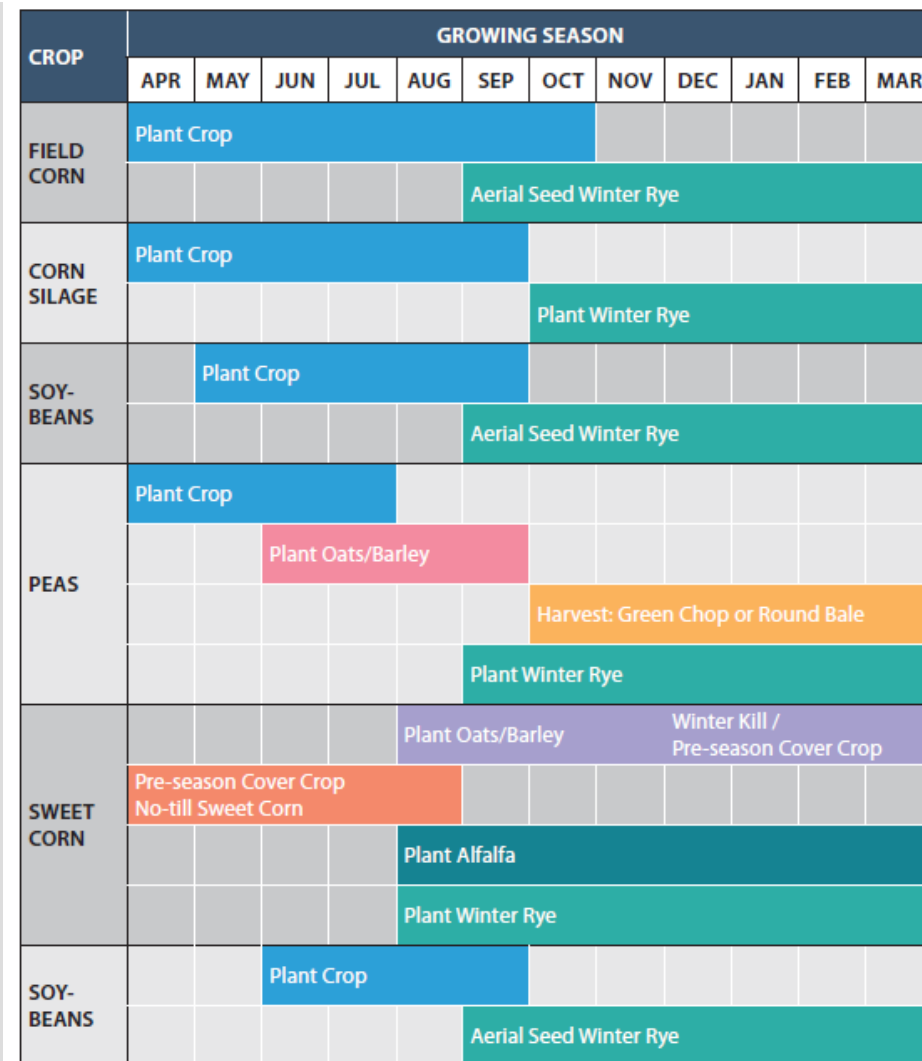 CROP
GROWING SEASON
APR MAY JUN JUL AUG SEP OCT NOV DEC JAN FEB MAR
FIELD
CORN
Plant Crop
Aerial Seed Winter Rye
CORN
SILAGE
Plant Crop
Plant Winter Rye
SOY-
BEANS
Plant Crop
Aerial Seed Winter Rye
PEAS
Plant Crop
Plant Oats/Barley
Harvest: Green Chop or Round Bale
Plant Winter Rye
SWEET
CORN
Plant Oats/Barley
Winter Kill /
Pre-season Cover Crop
Pre-season Cover Crop
No-till Sweet Corn
Plant Alfalfa
Plant Winter Rye
SOY-
BEANS
Plant Crop
Aerial Seed Winter Rye